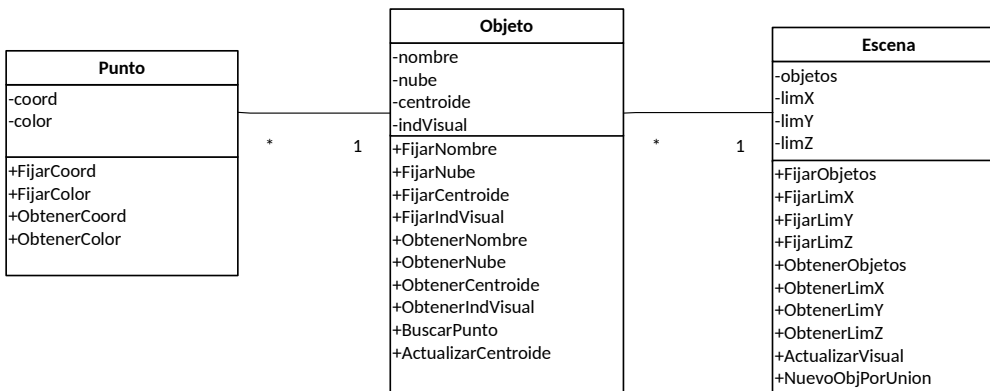 Punto
-coord
-color
+FijarCoord
+FijarColor
+ObtenerCoord
+ObtenerColor
* 1
Objeto
-nombre
-nube
-centroide
-indVisual
+FijarNombre
+FijarNube
+FijarCentroide
+FijarIndVisual
+ObtenerNombre
+ObtenerNube
+ObtenerCentroide
+ObtenerIndVisual
+BuscarPunto
+ActualizarCentroide
* 1
Escena
-objetos
-limX
-limY
-limZ
+FijarObjetos
+FijarLimX
+FijarLimY
+FijarLimZ
+ObtenerObjetos
+ObtenerLimX
+ObtenerLimY
+ObtenerLimZ
+ActualizarVisual
+NuevoObjPorUnion